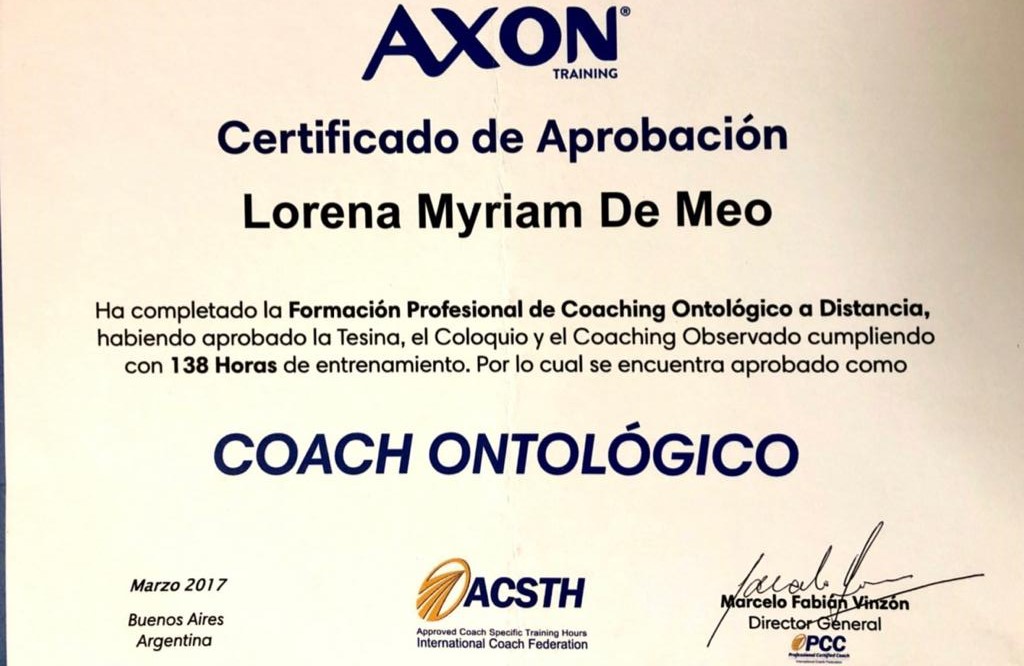 AXON®
TRAINING
Certificado de Aprobación
Lorena Myriam De Meo
Ha completado la Formación Profesional de Coaching Ontológico a Distancia,
habiendo aprobado la Tesina, el Coloquio y el Coaching Observado cumpliendo
con 138 Horas de entrenamiento. Por lo cual se encuentra aprobado como
COACH ONTOLÓGICO
Marzo 2017
Buenos Aires
Argentina
ACSTH
Approved Coach Specific Training Hours
International Coach Federation
Marcelo Fabián Vinzón
Director General
PCC
Professional Certified Coach
International Coach Federation